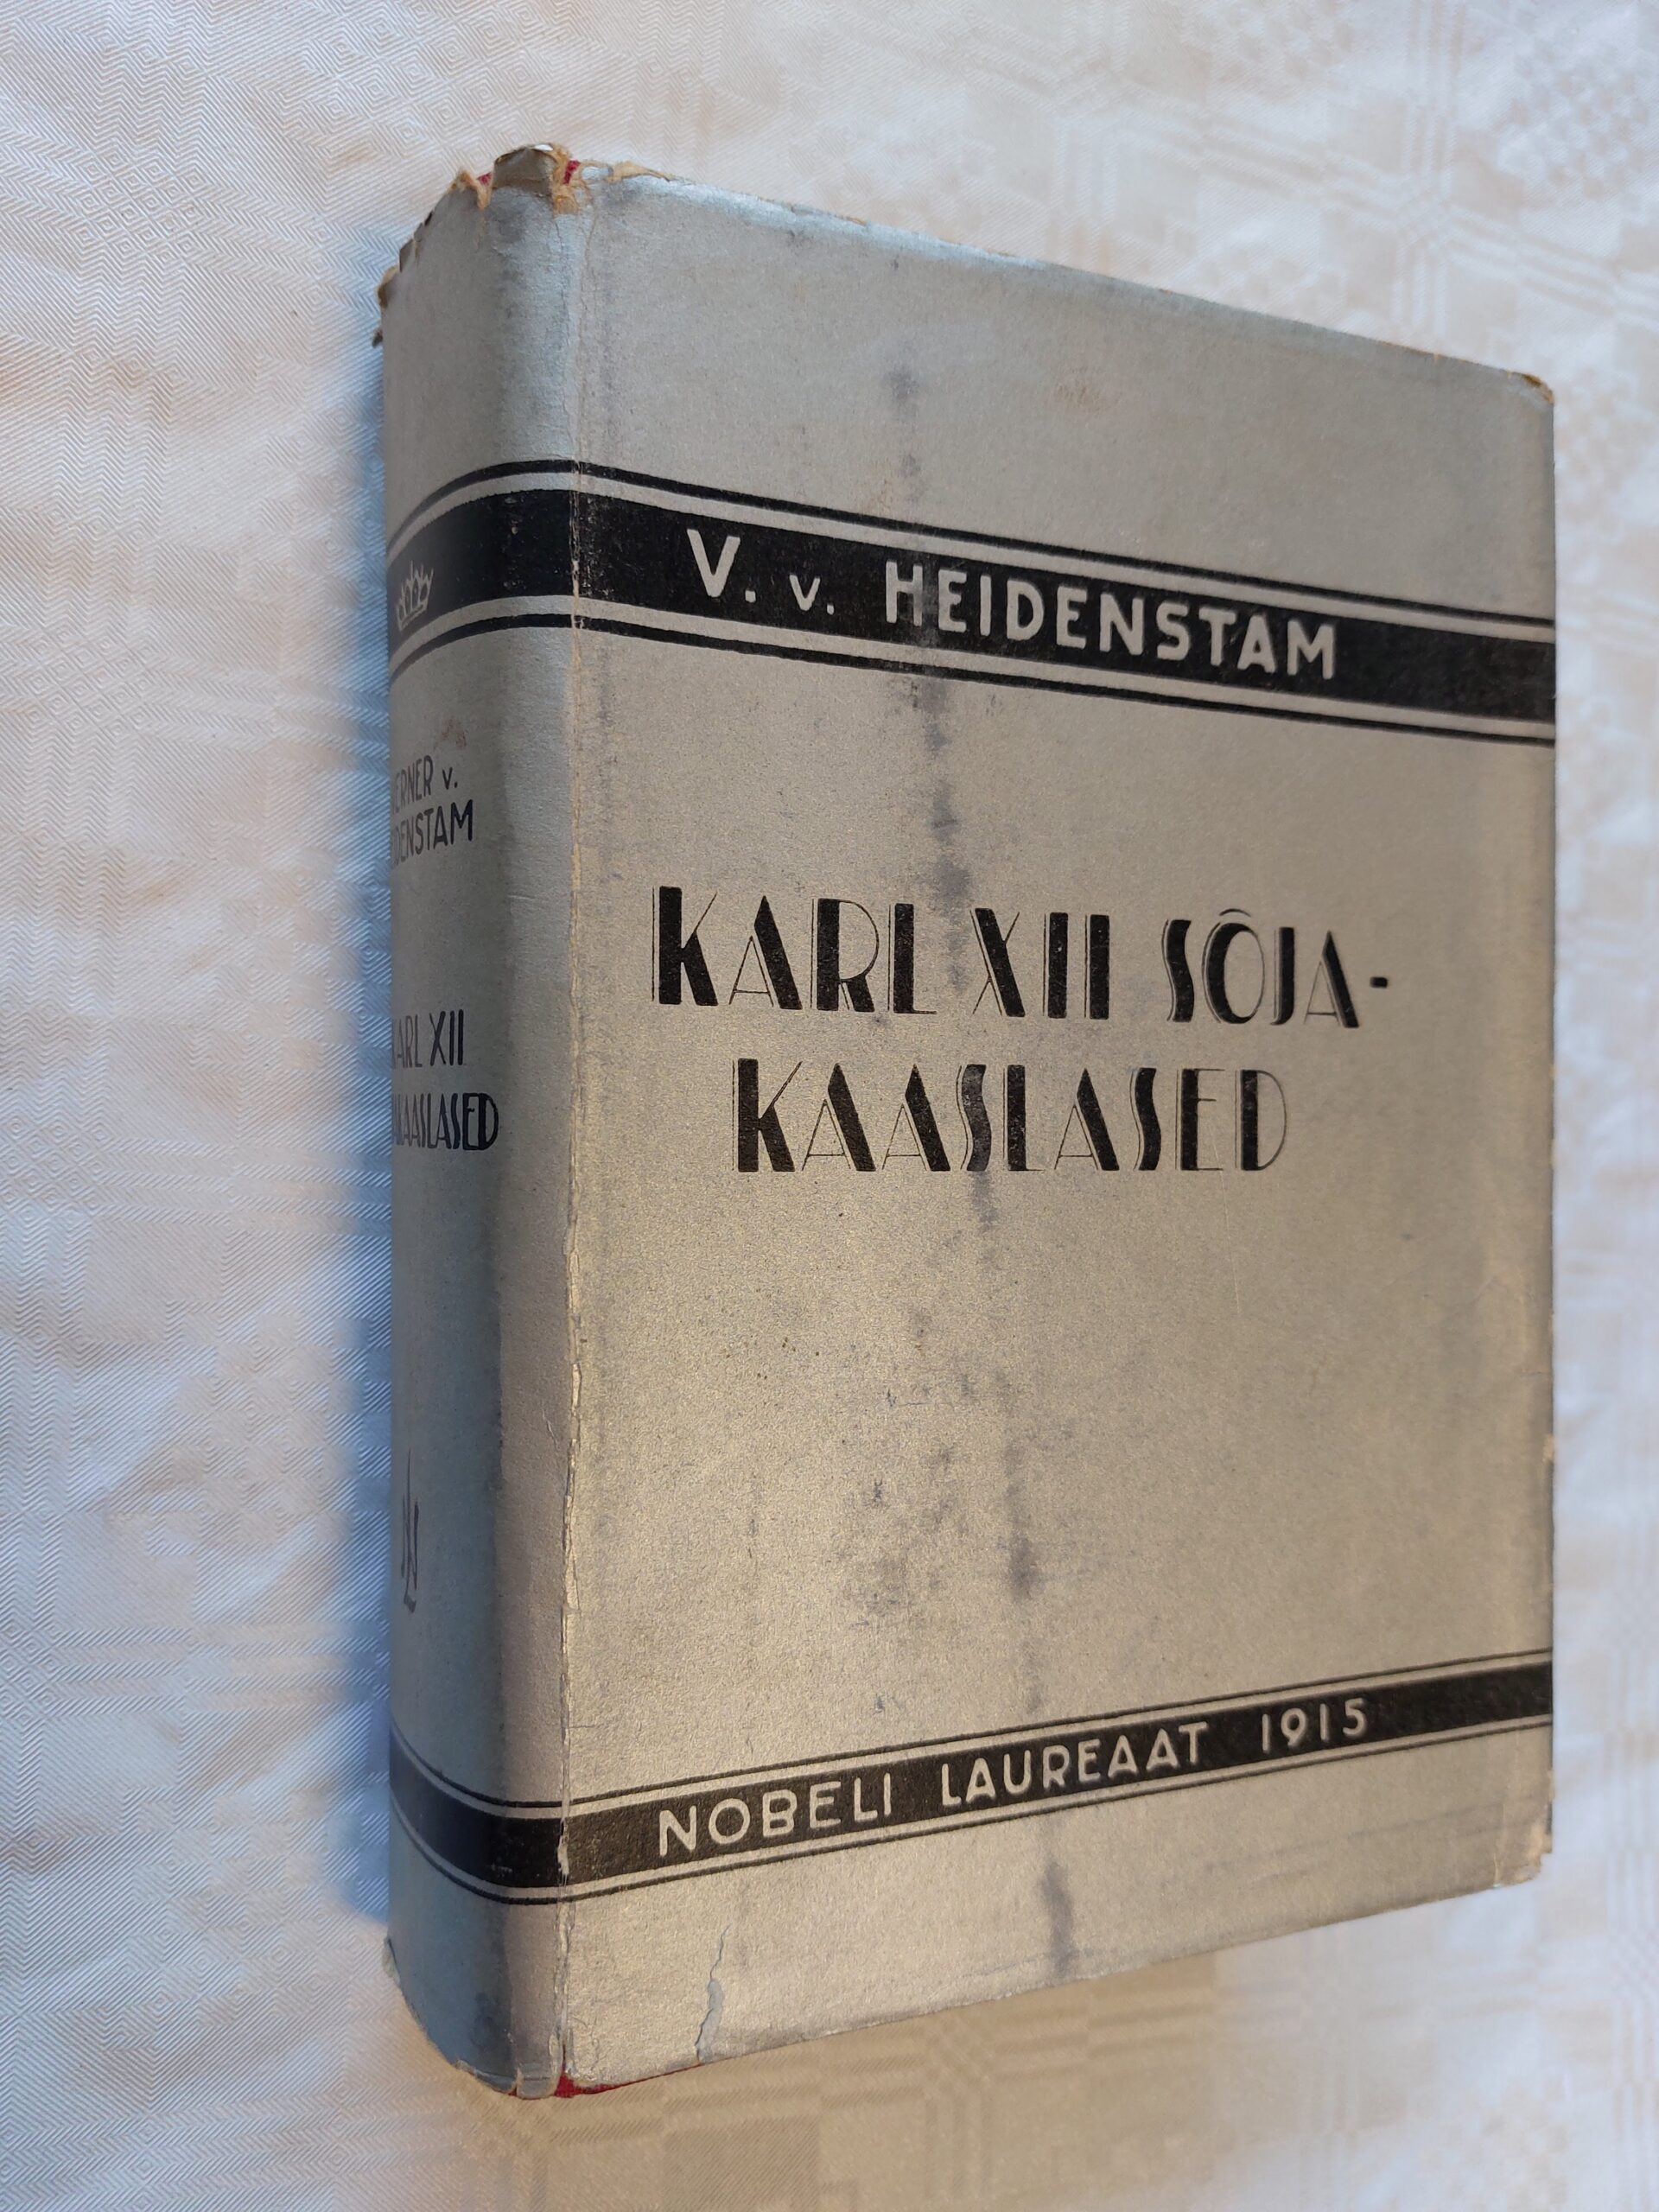 V. v. HEIDENSTAM
KARL XII SÕJA-
KAASLASED
NOBELI LAUREAAT 1915
v.
KARL XII